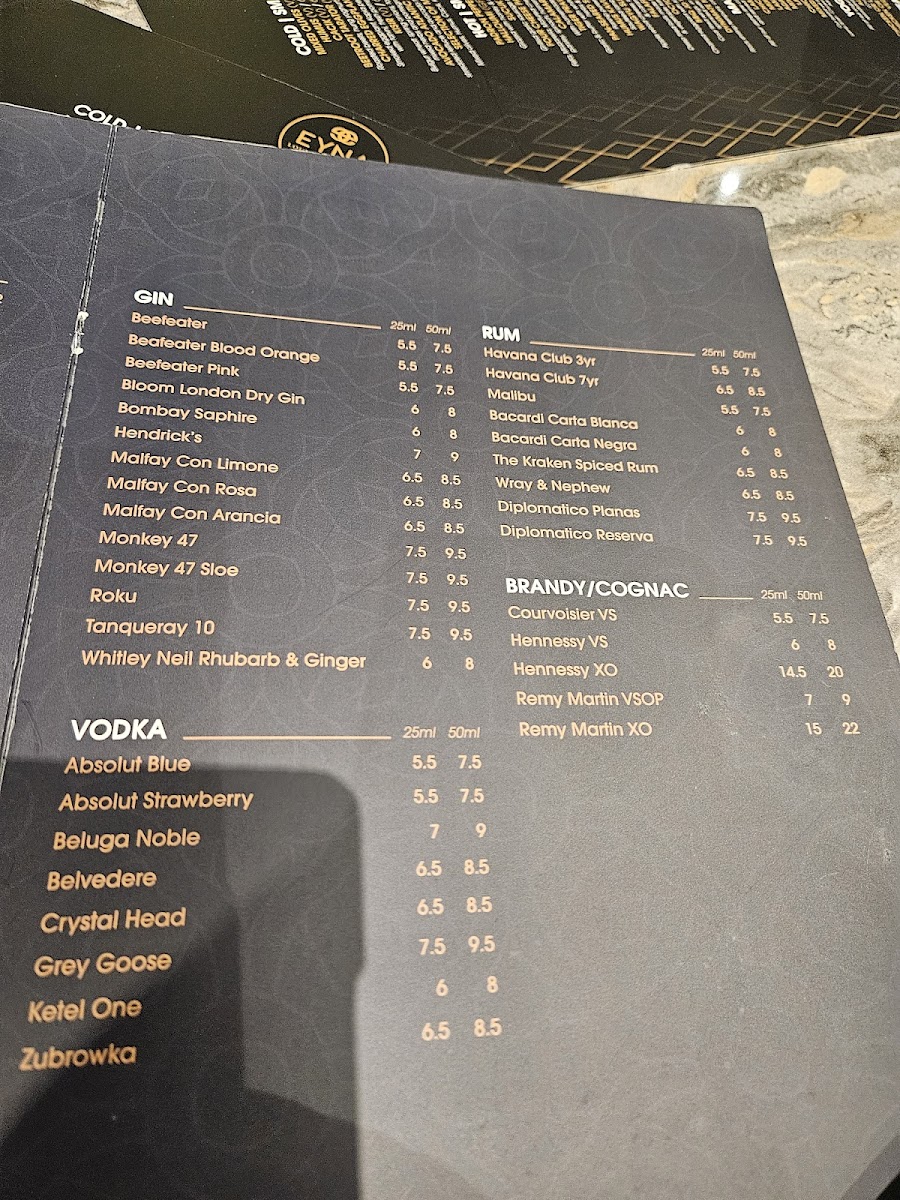 COLD | SM
MIXED OLIVES
COLD
EYNA
GIN 25ml 50ml
Beefeater 5.5 7.5
Beafeater Blood Orange 5.5 7.5
Beefeater Pink 5.5 7.5
Bloom London Dry Gin 6 8
Bombay Saphire 6 8
Hendrick's 7 9
Malfay Con Limone 6.5 8.5
Malfay Con Rosa 6.5 8.5
Malfay Con Arancia 6.5 8.5
Monkey 47 7.5 9.5
Monkey 47 Sloe 7.5 9.5
Roku 7.5 9.5
Tanqueray 10 7.5 9.5
Whitley Neil Rhubarb & Ginger 6 8
VODKA 25ml 50ml
Absolut Blue 5.5 7.5
Absolut Strawberry 5.5 7.5
Beluga Noble 7 9
Belvedere 6.5 8.5
Crystal Head 6.5 8.5
Grey Goose 7.5 9.5
Ketel One 6 8
Zubrowka 6.5 8.5
RUM 25ml 50ml
Havana Club 3yr 5.5 7.5
Havana Club 7yr 6.5 8.5
Malibu 5.5 7.5
Bacardi Carta Blanca 6 8
Bacardi Carta Negra 6 8
The Kraken Spiced Rum 6.5 8.5
Wray & Nephew 6.5 8.5
Diplomatico Planas 7.5 9.5
Diplomatico Reserva 7.5 9.5
BRANDY/COGNAC 25ml 50ml
Courvoisier VS 5.5 7.5
Hennessy VS 6 8
Hennessy XO 14.5 20
Remy Martin VSOP 7 9
Remy Martin XO 15 22